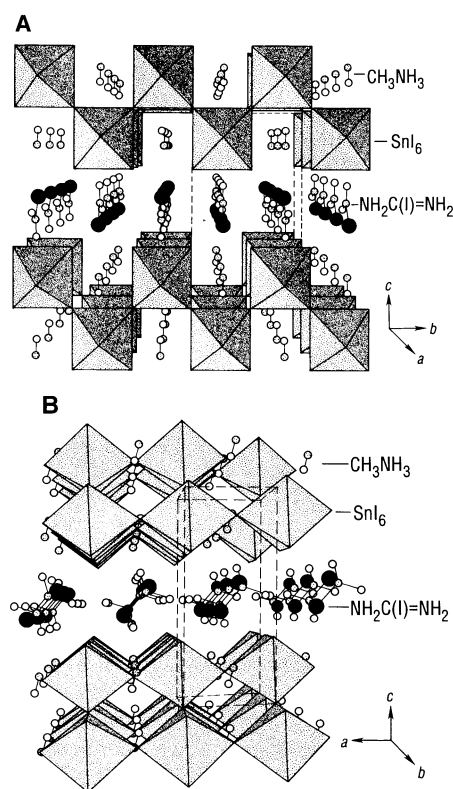 A
CH3NH3
SnI6
NH2C(I)=NH2
c
b
a
B
CH3NH3
SnI6
NH2C(I)=NH2
c
a
b